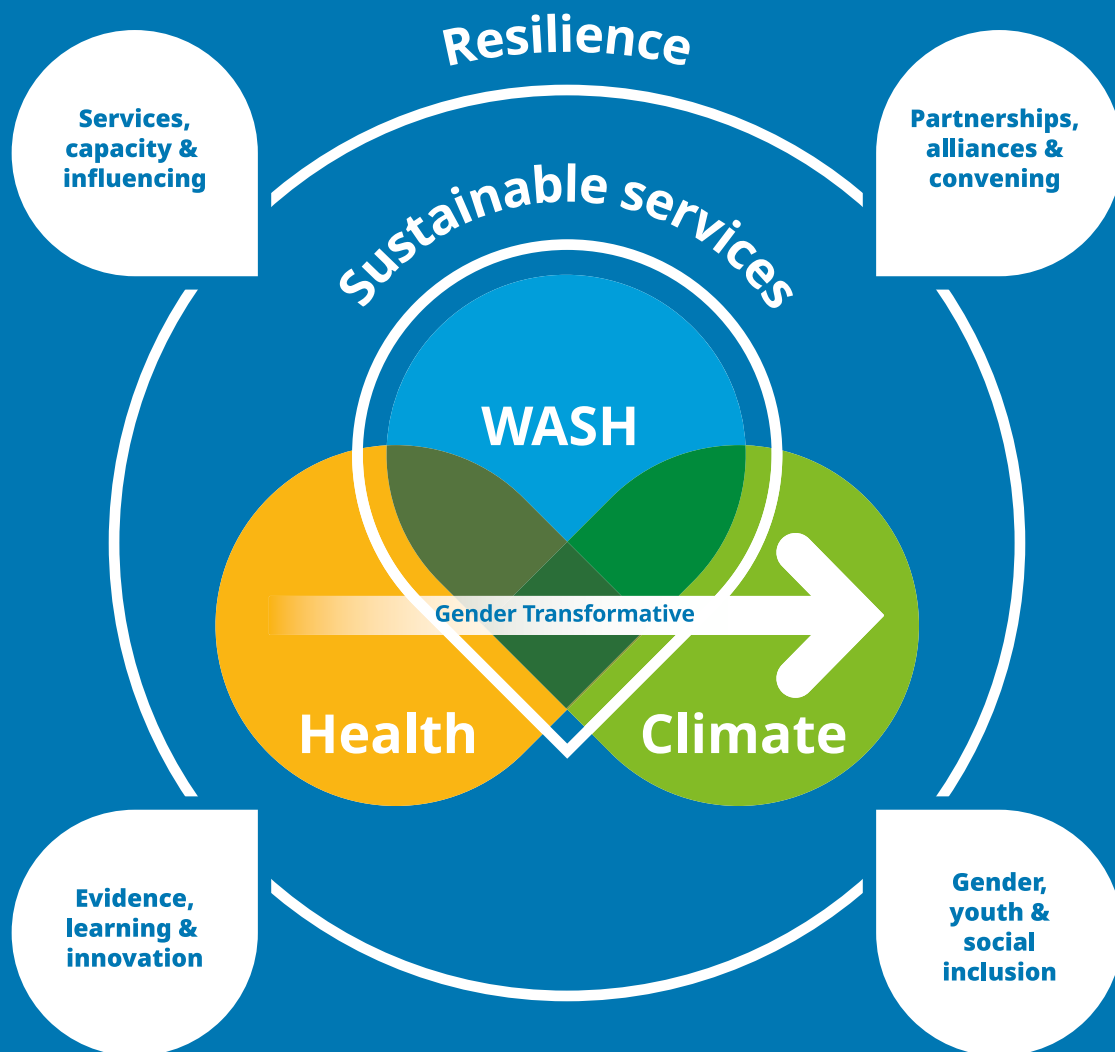 Resilience
Services,
capacity &
influencing
Partnerships,
alliances &
convening
Sustainable services
WASH
Gender Transformative
Health
Climate
Evidence,
learning &
innovation
Gender,
youth &
social
inclusion